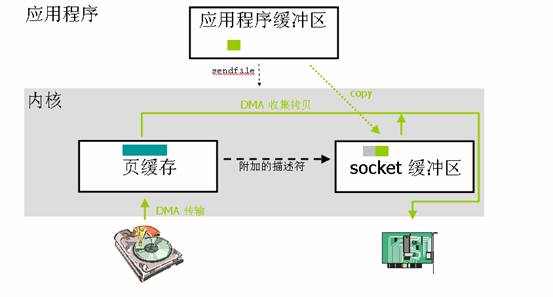 应用程序
应用程序缓冲区
sendfile
copy
内核
DMA 收集拷贝
页缓存
附加的描述符
socket 缓冲区
DMA 传输